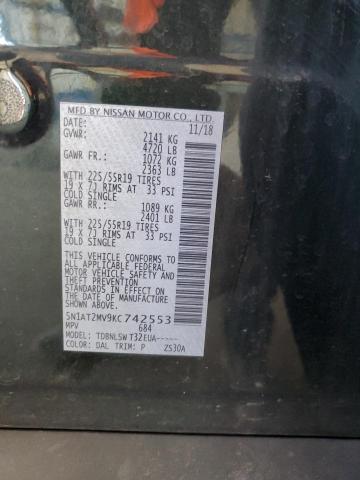 MFD BY NISSAN MOTOR CO., LTD.
DATE: 11/18
GVWR: 2141 KG
4720 LB
GAWR FR.: 1072 KG
2363 LB
WITH 225/55R19 TIRES
19 X 7J RIMS AT 33 PSI
COLD SINGLE
GAWR RR.: 1089 KG
2401 LB
WITH 225/55R19 TIRES
19 X 7J RIMS AT 33 PSI
COLD SINGLE
THIS VEHICLE CONFORMS
TO ALL APPLICABLE FEDERAL
MOTOR VEHICLE SAFETY AND
THEFT PREVENTION
STANDARDS IN EFFECT ON THE
DATE OF MANUFACTURE
SHOWN ABOVE.
5N1AT2MV9KC742553
MPV 684
MODEL: TDBNLSW T32EUA-----
COLOR: DAL TRIM: P ZS30A